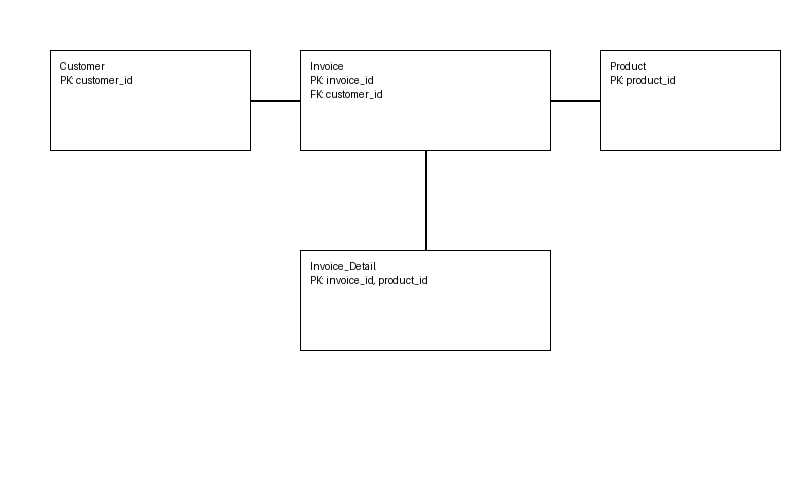 Customer
PK: customer_id
Invoice
PK: invoice_id
FK: customer_id
Product
PK: product_id
Invoice_Detail
PK: invoice_id, product_id